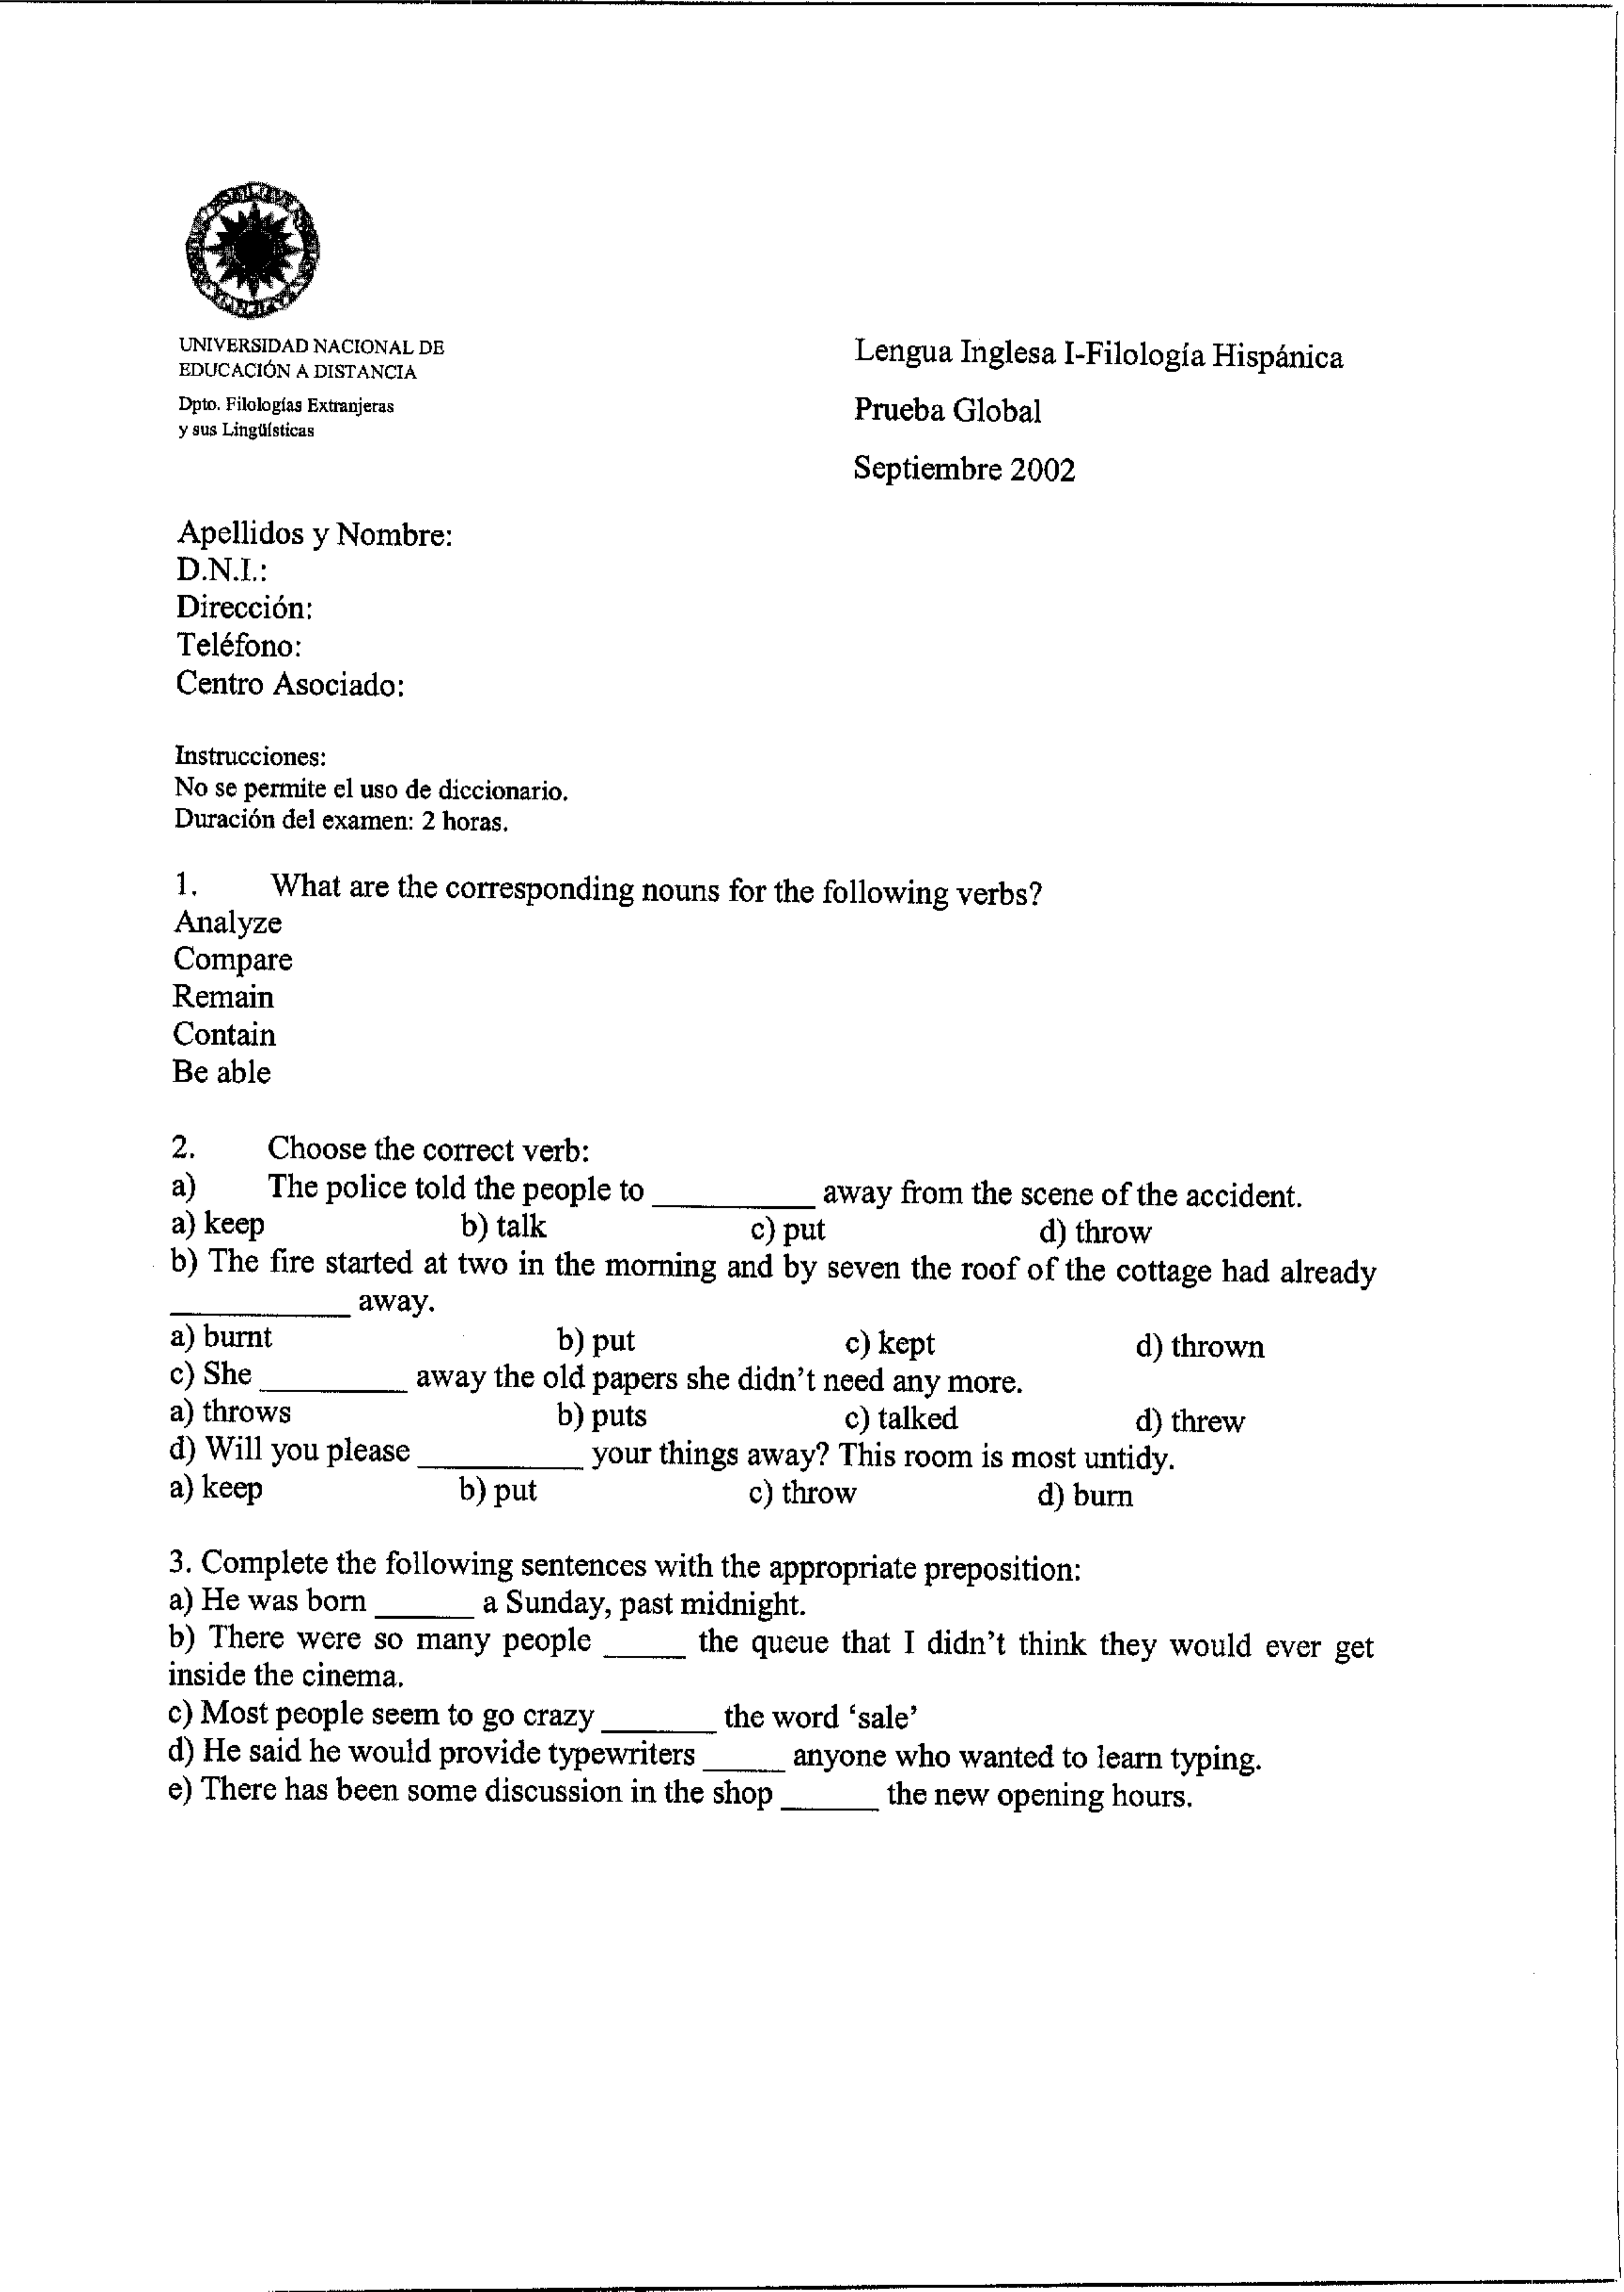 UNIVERSIDAD NACIONAL DE
EDUCACIÓN A DISTANCIA
Dpto. Filologías Extranjeras
y sus Lingüísticas
Lengua Inglesa I-Filología Hispánica
Prueba Global
Septiembre 2002
Apellidos y Nombre:
D.N.I.:
Dirección:
Teléfono:
Centro Asociado:
Instrucciones:
No se permite el uso de diccionario.
Duración del examen: 2 horas.
1. What are the corresponding nouns for the following verbs?
Analyze
Compare
Remain
Contain
Be able
2. Choose the correct verb:
a) The police told the people to __________ away from the scene of the accident.
a) keep b) talk c) put d) throw
b) The fire started at two in the morning and by seven the roof of the cottage had already
___________ away.
a) burnt b) put c) kept d) thrown
c) She _________ away the old papers she didn't need any more.
a) throws b) puts c) talked d) threw
d) Will you please __________ your things away? This room is most untidy.
a) keep b) put c) throw d) burn
3. Complete the following sentences with the appropriate preposition:
a) He was born ______ a Sunday, past midnight.
b) There were so many people _____ the queue that I didn't think they would ever get
inside the cinema.
c) Most people seem to go crazy _______ the word 'sale'
d) He said he would provide typewriters _____ anyone who wanted to learn typing.
e) There has been some discussion in the shop ______ the new opening hours.